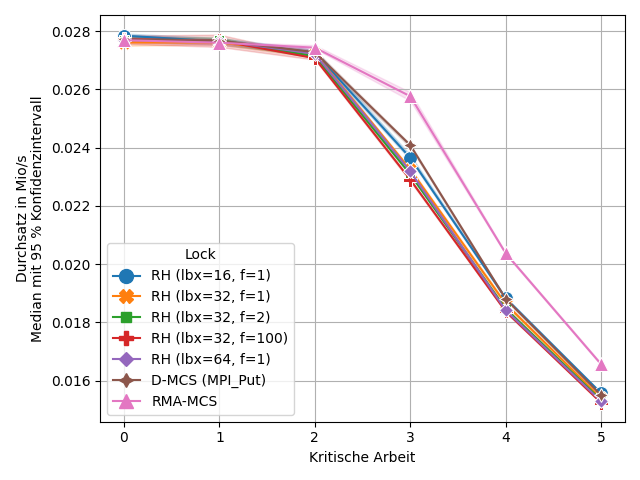 0.028
0.026
0.024
0.022
0.020
0.018
0.016
Durchsatz in Mio/s
Median mit 95 % Konfidenzintervall
Lock
RH (lbx=16, f=1)
RH (lbx=32, f=1)
RH (lbx=32, f=2)
RH (lbx=32, f=100)
RH (lbx=64, f=1)
D-MCS (MPI_Put)
RMA-MCS
0 1 2 3 4 5
Kritische Arbeit